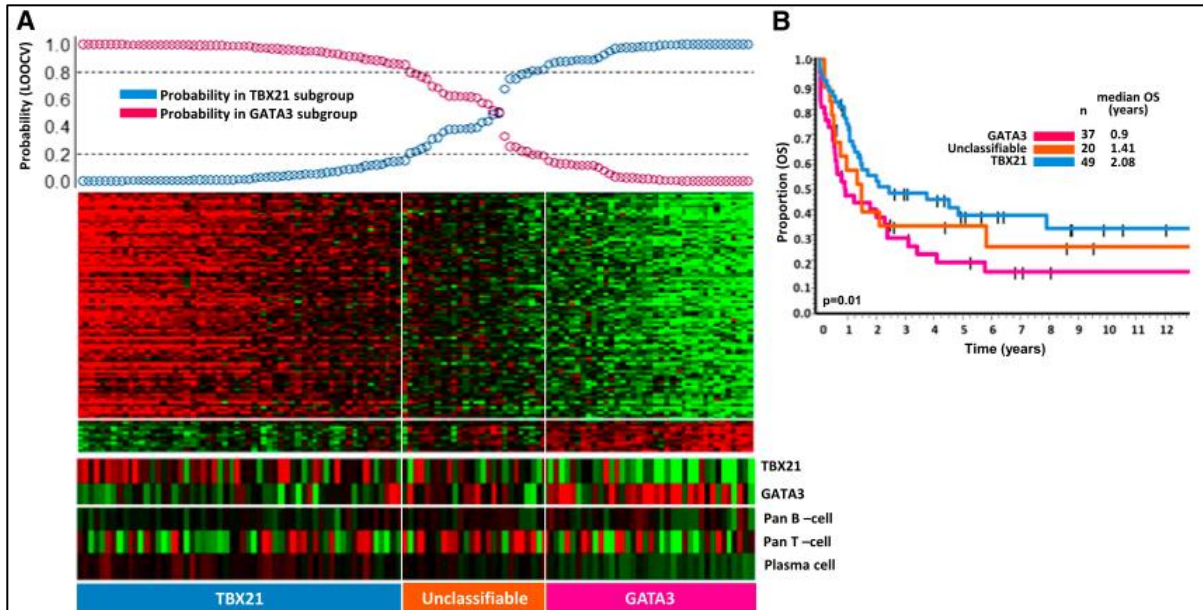 A
Probability (LOOCV)
1.0
0.8
0.6
0.4
0.2
0.0
Probability in TBX21 subgroup
Probability in GATA3 subgroup
TBX21
GATA3
Pan B –cell
Pan T –cell
Plasma cell
TBX21 Unclassifiable GATA3
B
Proportion (OS)
1.0
0.9
0.8
0.7
0.6
0.5
0.4
0.3
0.2
0.1
0.0
n median OS (years)
GATA3 37 0.9
Unclassifiable 20 1.41
TBX21 49 2.08
p=0.01
0 1 2 3 4 5 6 7 8 9 10 11 12
Time (years)